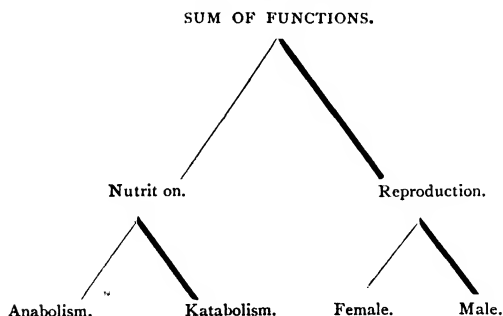 SUM OF FUNCTIONS.
Nutrit on. Reproduction.
Anabolism. Katabolism. Female. Male.